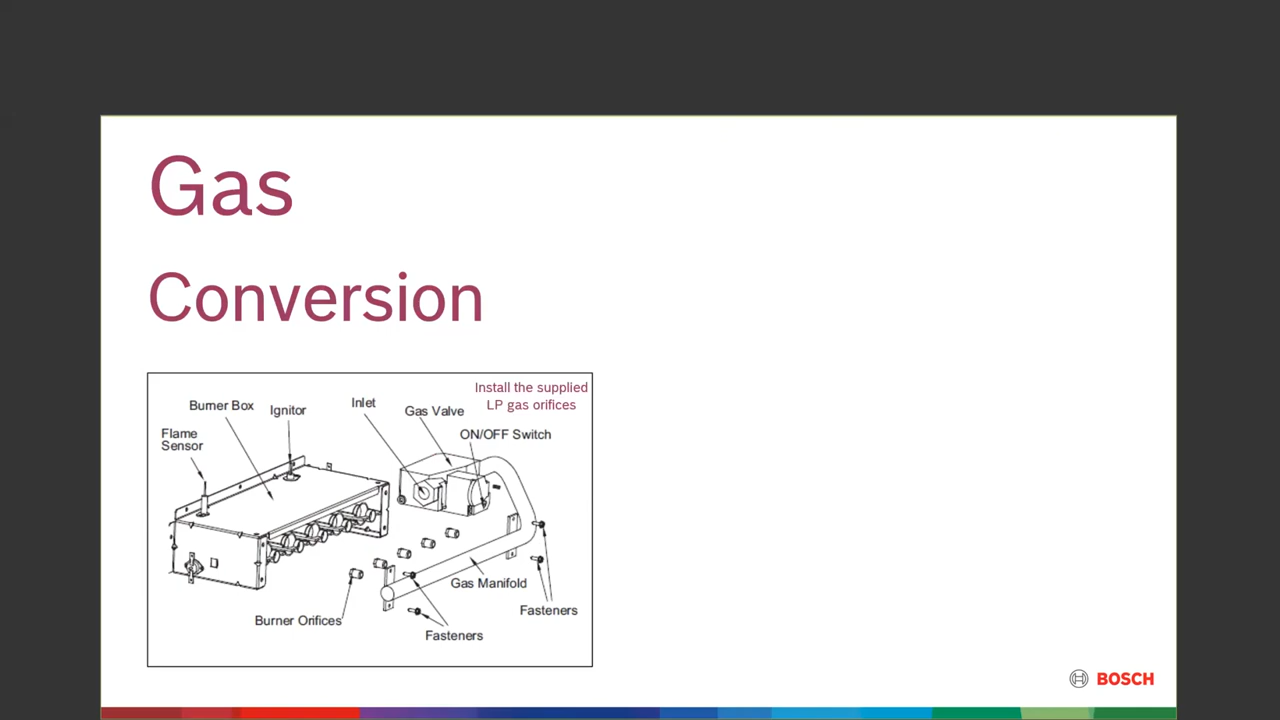 Gas
Conversion
Install the supplied
LP gas orifices
Burner Box
Ignitor
Inlet
Gas Valve
Flame
Sensor
ON/OFF Switch
Gas Manifold
Burner Orifices
Fasteners
Fasteners
BOSCH